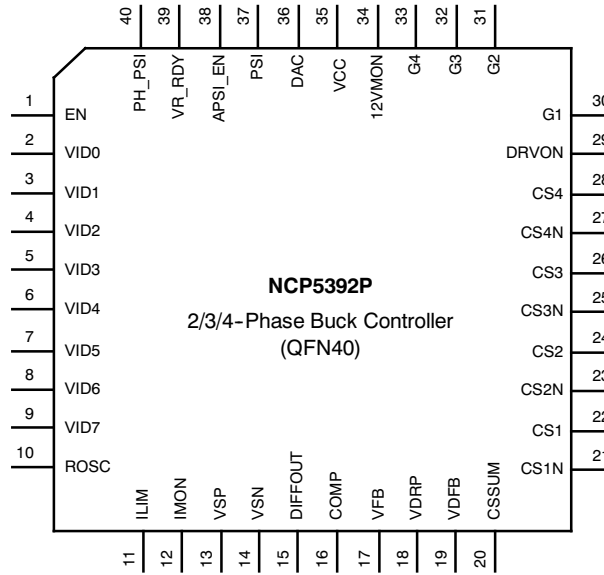 40 39 38 37 36 35 34 33 32 31
PH_PSI VR_RDY APSI_EN PSI DAC VCC 12VMON G4 G3 G2
1 EN
2 VID0
3 VID1
4 VID2
5 VID3
6 VID4
7 VID5
8 VID6
9 VID7
10 ROSC
NCP5392P
2/3/4-Phase Buck Controller
(QFN40)
G1 30
DRVON 29
CS4 28
CS4N 27
CS3 26
CS3N 25
CS2 24
CS2N 23
CS1 22
CS1N 21
ILIM IMON VSP VSN DIFFOUT COMP VFB VDRP VDFB CSSUM
11 12 13 14 15 16 17 18 19 20